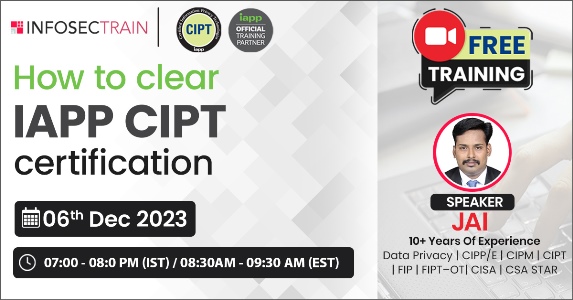 INFOSECTRAIN
CIPT
iapp
iapp
OFFICIAL
TRAINING
PARTNER
How to clear
IAPP CIPT
certification
06th Dec 2023
07:00 - 08:0 PM (IST) / 08:30AM - 09:30 AM (EST)
FREE
TRAINING
SPEAKER
JAI
10+ Years Of Experience
Data Privacy | CIPP/E | CIPM | CIPT
| FIP | FIPT-OT| CISA | CSA STAR